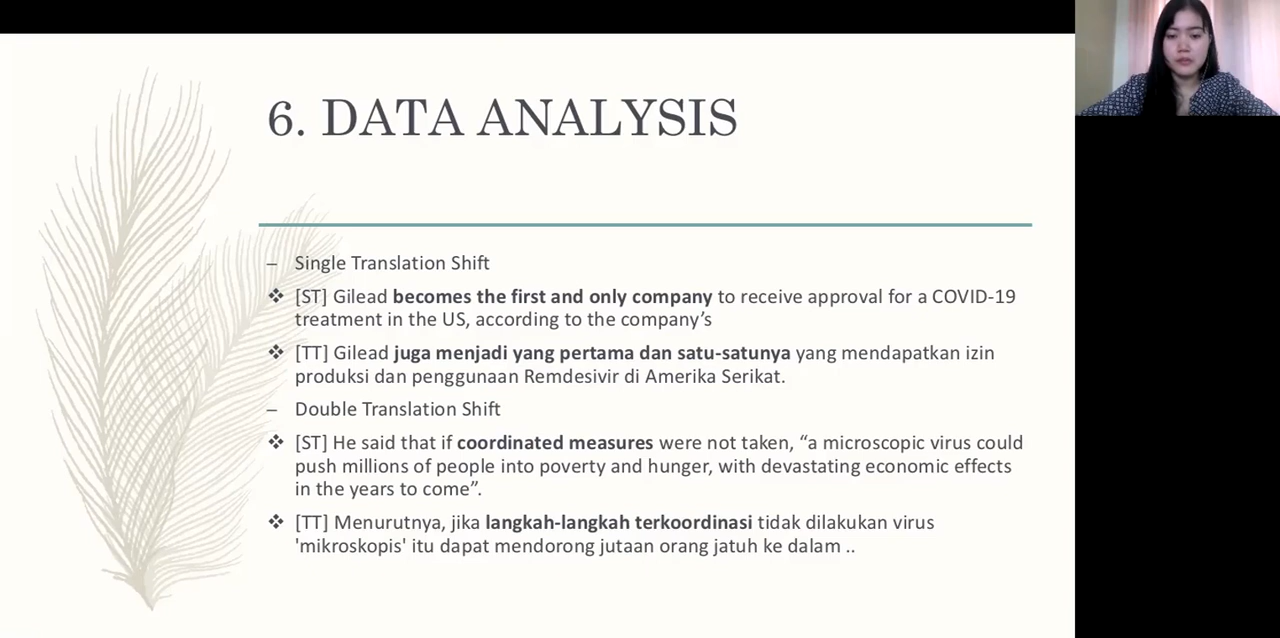 6. DATA ANALYSIS
– Single Translation Shift
❖ [ST] Gilead becomes the first and only company to receive approval for a COVID-19
treatment in the US, according to the company’s
❖ [TT] Gilead juga menjadi yang pertama dan satu-satunya yang mendapatkan izin
produksi dan penggunaan Remdesivir di Amerika Serikat.
– Double Translation Shift
❖ [ST] He said that if coordinated measures were not taken, “a microscopic virus could
push millions of people into poverty and hunger, with devastating economic effects
in the years to come”.
❖ [TT] Menurutnya, jika langkah-langkah terkoordinasi tidak dilakukan virus
'mikroskopis' itu dapat mendorong jutaan orang jatuh ke dalam ..